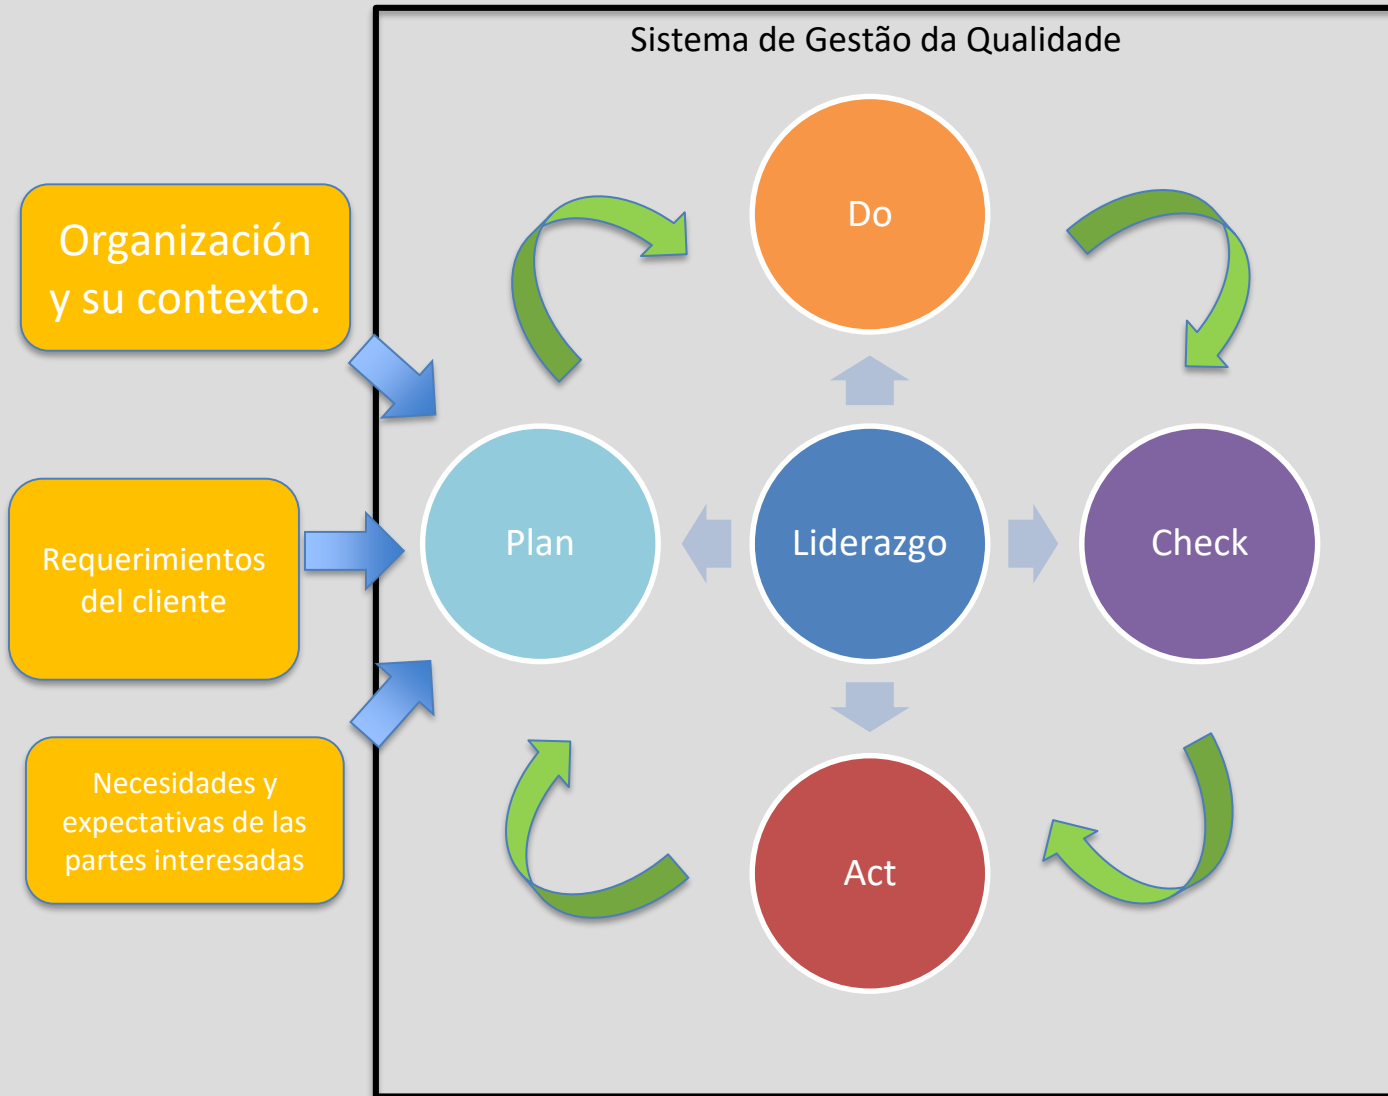 Sistema de Gestão da Qualidade
Do
Organización
y su contexto.
Plan
Liderazgo
Check
Requerimientos
del cliente
Necesidades y
expectativas de las
partes interesadas
Act